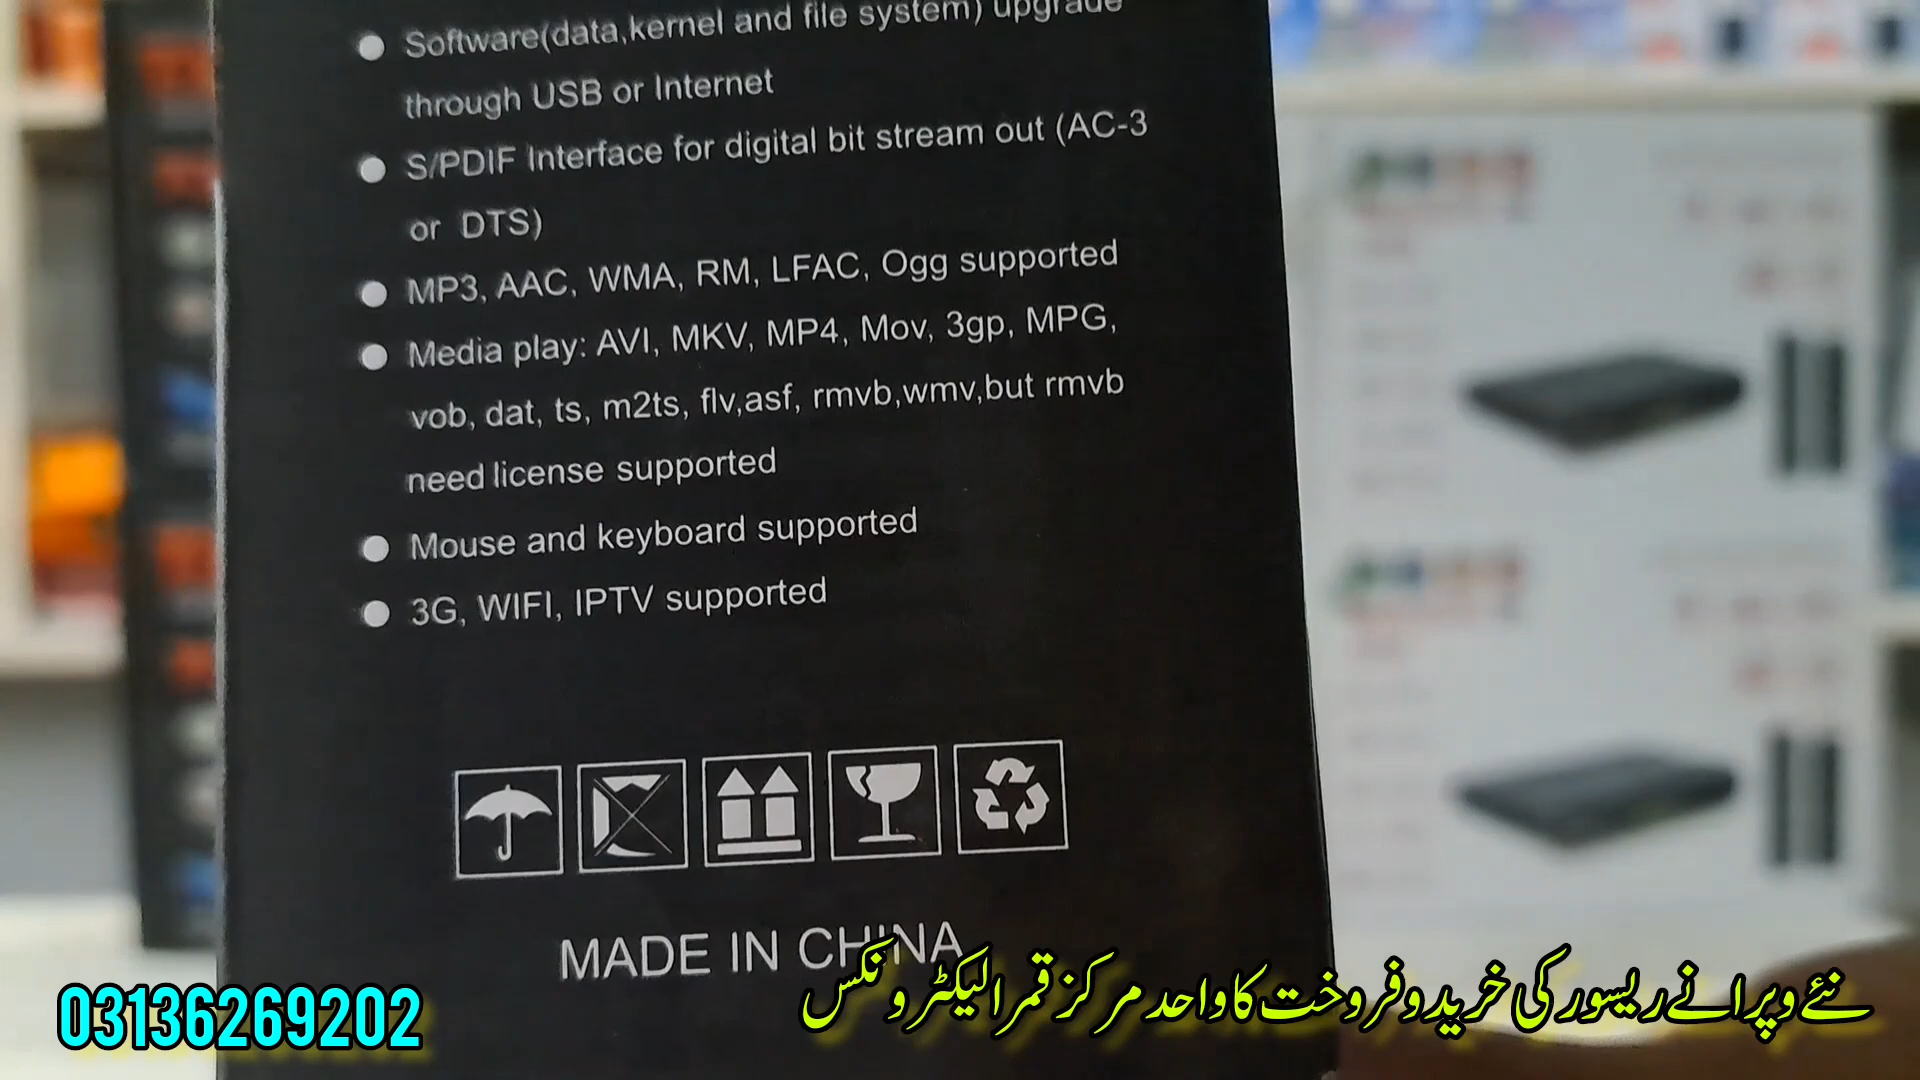 Software(data,kernel and file system) upgrade
through USB or Internet
S/PDIF Interface for digital bit stream out (AC-3
or DTS)
MP3, AAC, WMA, RM, LFAC, Ogg supported
Media play: AVI, MKV, MP4, Mov, 3gp, MPG,
vob, dat, ts, m2ts, flv,asf, rmvb,wmv,but rmvb
need license supported
Mouse and keyboard supported
3G, WIFI, IPTV supported
MADE IN CHINA
نئے و پرانے ریسور کی خرید و فروخت کا واحد مرکز قمر الیکٹرونکس
03136269202